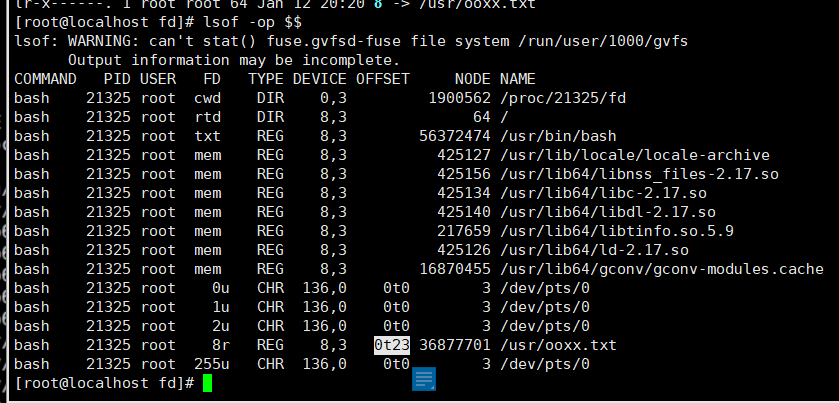 lr-x------. 1 root root 64 Jan 12 20:20 8 -> /usr/ooxx.txt
[root@localhost fd]# lsof -op $$
lsof: WARNING: can't stat() fuse.gvfsd-fuse file system /run/user/1000/gvfs
      Output information may be incomplete.
COMMAND   PID USER   FD   TYPE DEVICE OFFSET     NODE NAME
bash    21325 root  cwd    DIR    0,3         1900562 /proc/21325/fd
bash    21325 root  rtd    DIR    8,3              64 /
bash    21325 root  txt    REG    8,3        56372474 /usr/bin/bash
bash    21325 root  mem    REG    8,3          425127 /usr/lib/locale/locale-archive
bash    21325 root  mem    REG    8,3          425156 /usr/lib64/libnss_files-2.17.so
bash    21325 root  mem    REG    8,3          425134 /usr/lib64/libc-2.17.so
bash    21325 root  mem    REG    8,3          425140 /usr/lib64/libdl-2.17.so
bash    21325 root  mem    REG    8,3          217659 /usr/lib64/libtinfo.so.5.9
bash    21325 root  mem    REG    8,3          425126 /usr/lib64/ld-2.17.so
bash    21325 root  mem    REG    8,3        16870455 /usr/lib64/gconv/gconv-modules.cache
bash    21325 root    0u   CHR  136,0    0t0        3 /dev/pts/0
bash    21325 root    1u   CHR  136,0    0t0        3 /dev/pts/0
bash    21325 root    2u   CHR  136,0    0t0        3 /dev/pts/0
bash    21325 root    8r   REG    8,3   0t23 36877701 /usr/ooxx.txt
bash    21325 root  255u   CHR  136,0    0t0        3 /dev/pts/0
[root@localhost fd]#